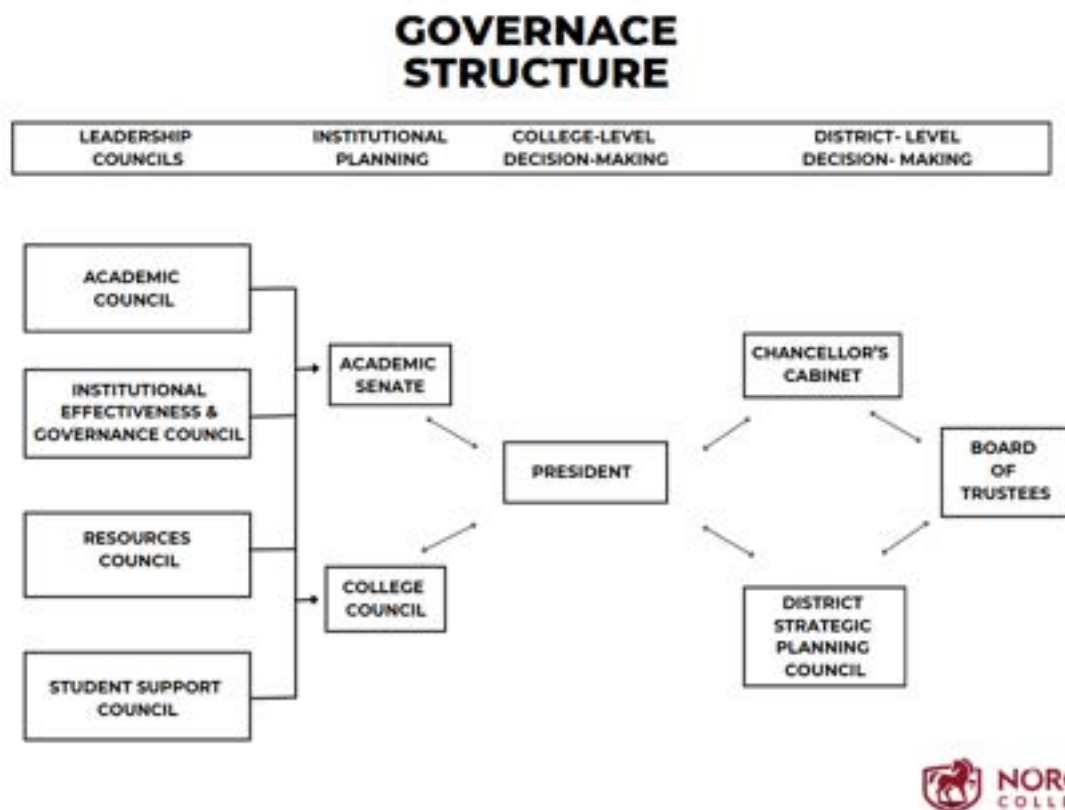 GOVERNACE
STRUCTURE
LEADERSHIP
COUNCILS
INSTITUTIONAL
PLANNING
COLLEGE-LEVEL
DECISION-MAKING
DISTRICT- LEVEL
DECISION- MAKING
ACADEMIC
COUNCIL
INSTITUTIONAL
EFFECTIVENESS &
GOVERNANCE COUNCIL
RESOURCES
COUNCIL
STUDENT SUPPORT
COUNCIL
ACADEMIC
SENATE
COLLEGE
COUNCIL
PRESIDENT
CHANCELLOR'S
CABINET
DISTRICT
STRATEGIC
PLANNING
COUNCIL
BOARD
OF
TRUSTEES